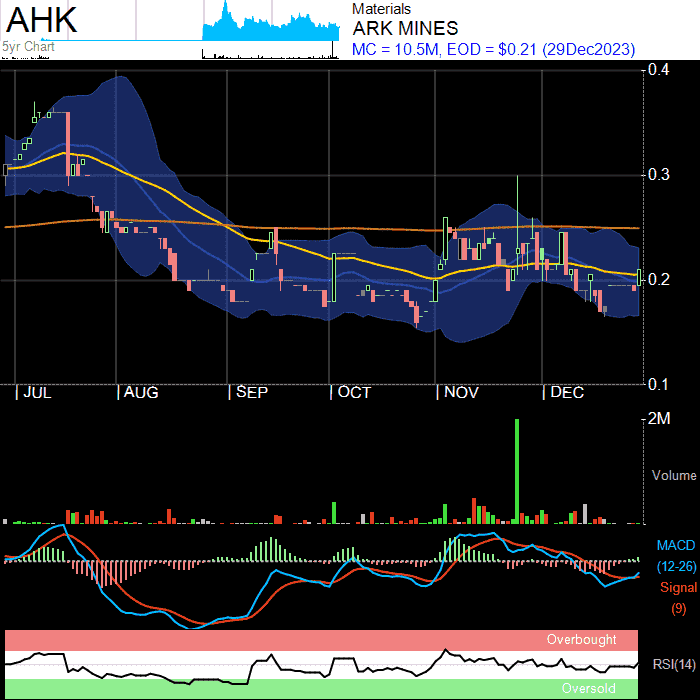 AHK
5yr Chart
Materials
ARK MINES
MC = 10.5M, EOD = $0.21 (29Dec2023)
0.4
0.3
0.2
0.1
JUL
AUG
SEP
OCT
NOV
DEC
2M
Volume
MACD
(12-26)
Signal
(9)
Overbought
RSI(14)
Oversold